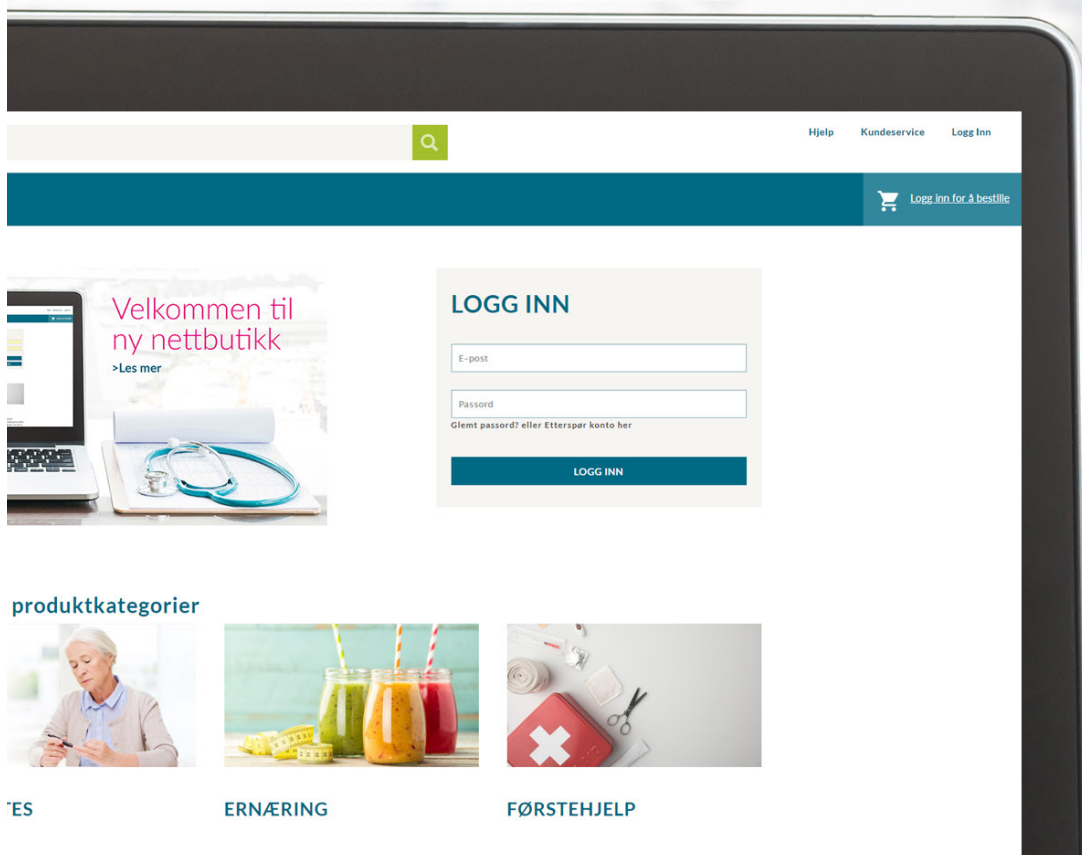 Hjelp Kundeservice Logg Inn
Logg inn for å bestille
Velkommen til
ny nettbutikk
>Les mer
LOGG INN
E-post
Passord
Glemt passord? eller Etterspør konto her
LOGG INN
produktkategorier
TES
ERNÆRING
FØRSTEHJELP